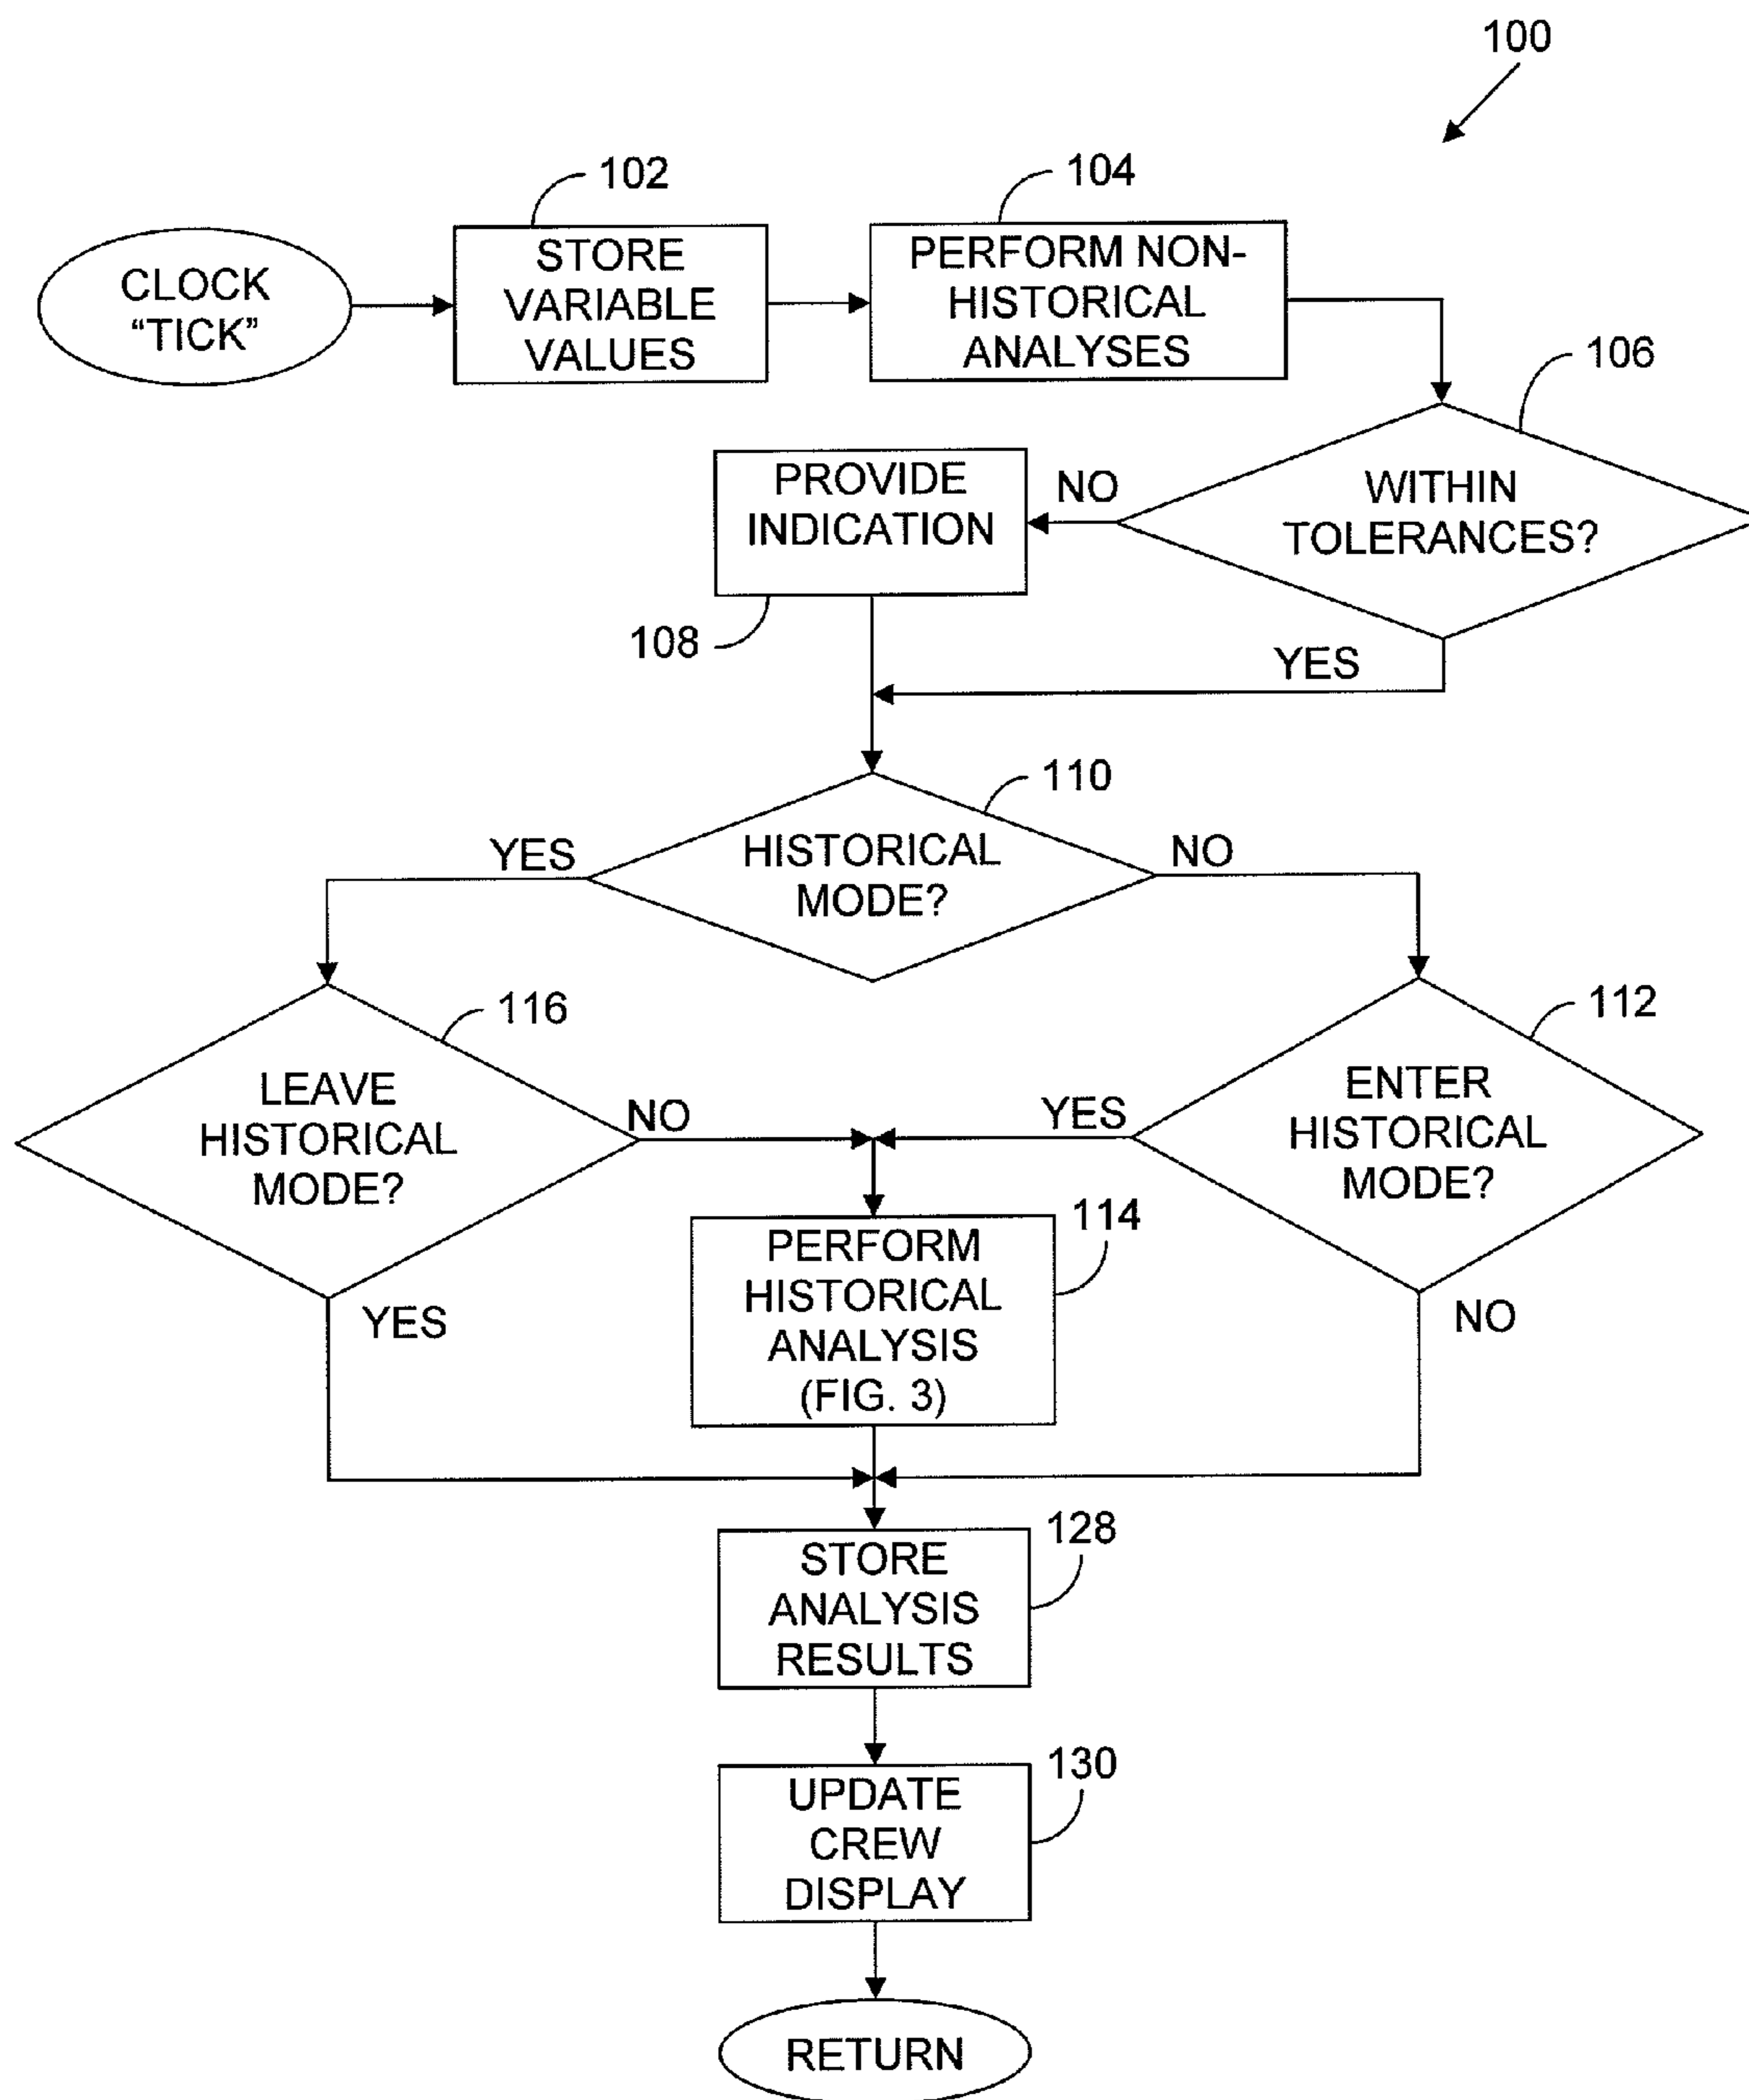 100
102
104
CLOCK
“TICK”
STORE
VARIABLE
VALUES
PERFORM NON-
HISTORICAL
ANALYSES
106
PROVIDE
INDICATION
NO
WITHIN
TOLERANCES?
108
YES
110
YES
HISTORICAL
MODE?
NO
116
112
LEAVE
HISTORICAL
MODE?
NO
YES
ENTER
HISTORICAL
MODE?
114
PERFORM
HISTORICAL
ANALYSIS
(FIG. 3)
YES
NO
128
STORE
ANALYSIS
RESULTS
130
UPDATE
CREW
DISPLAY
RETURN